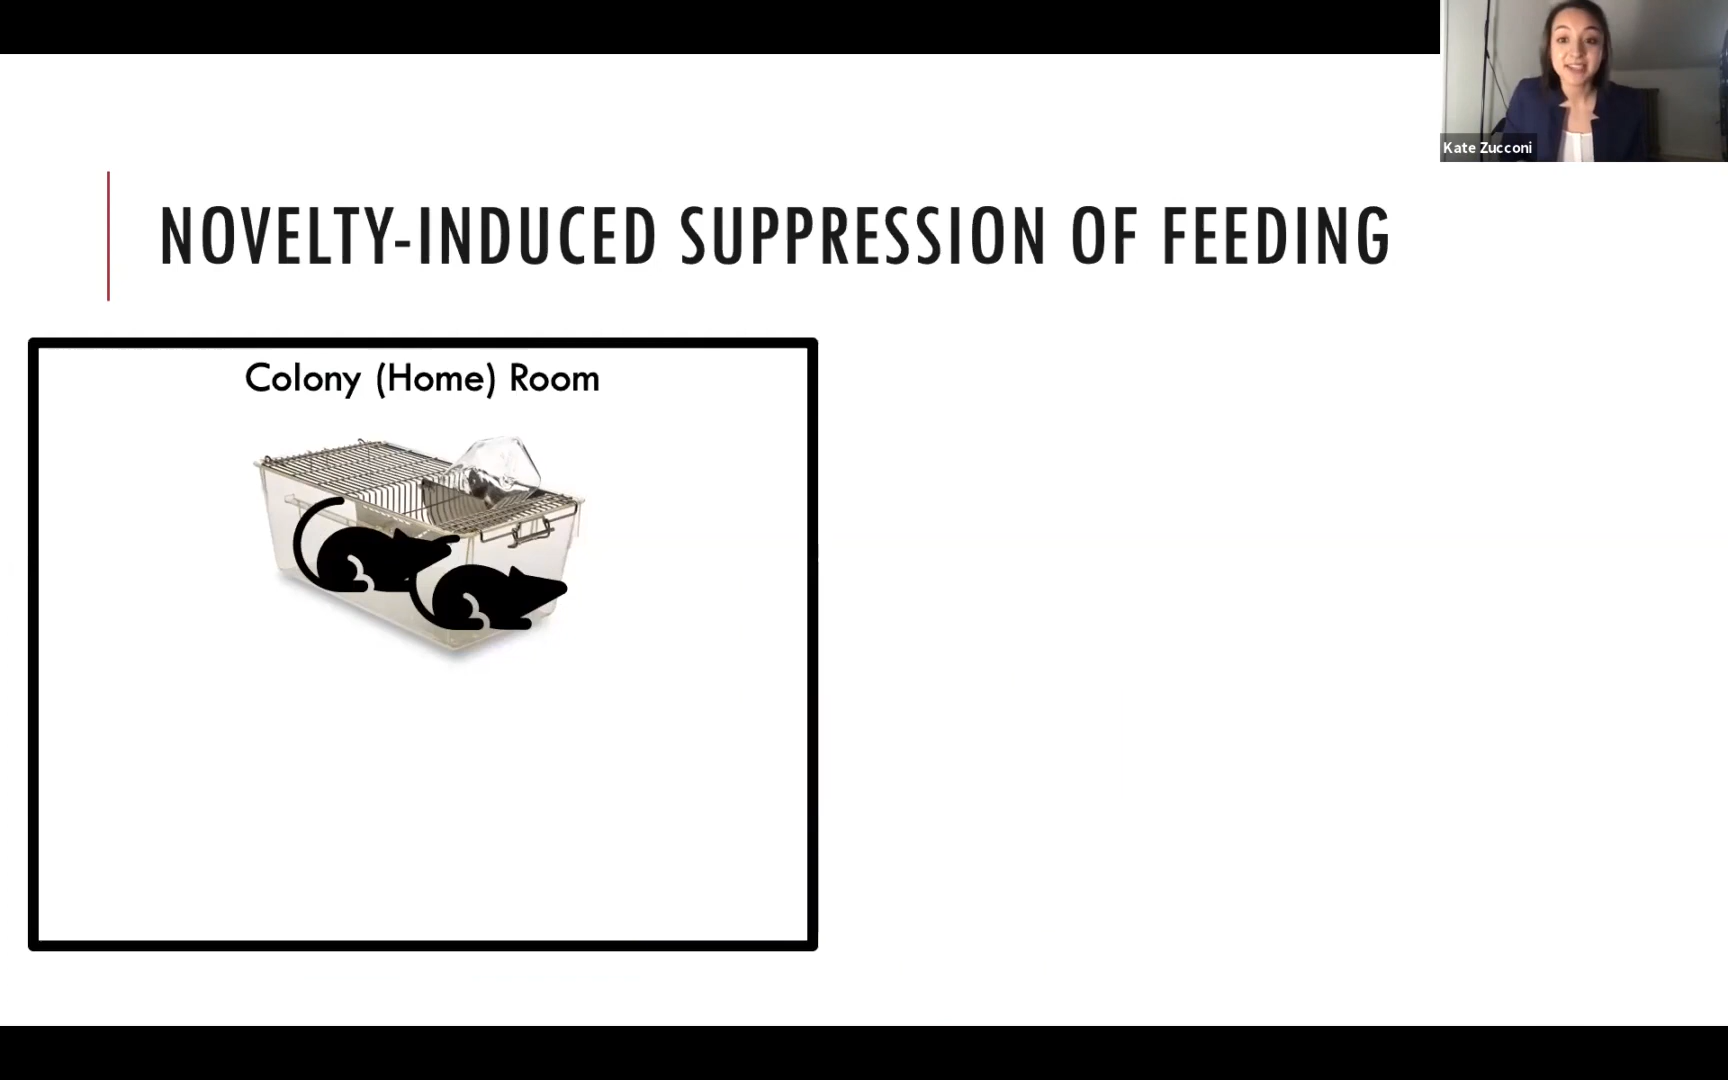 Kate Zucconi
NOVELTY-INDUCED SUPPRESSION OF FEEDING
Colony (Home) Room